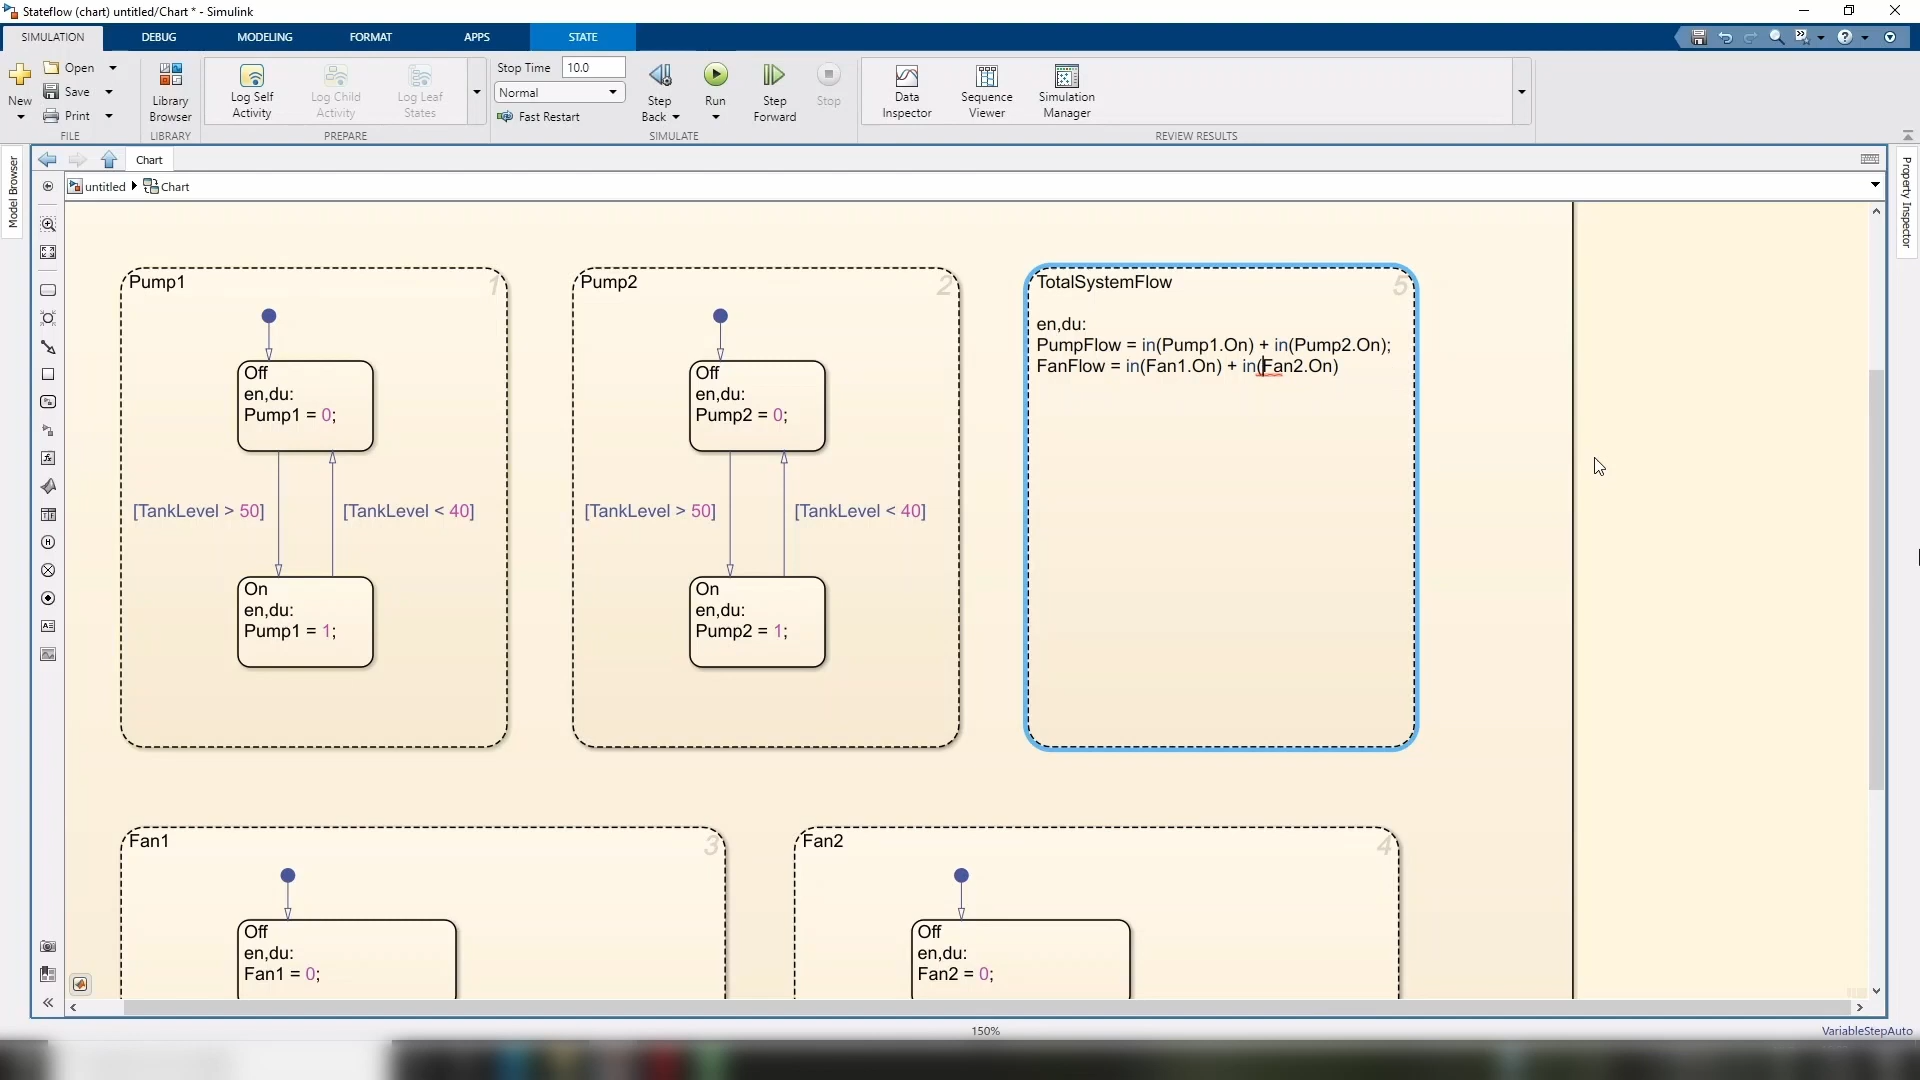 Stateflow (chart) untitled/Chart * - Simulink
SIMULATION DEBUG MODELING FORMAT APPS STATE
New
Open
Save
Print
FILE
Library Browser
LIBRARY
Log Self Activity
Log Child Activity
Log Leaf States
PREPARE
Stop Time 10.0
Normal
Fast Restart
Step Back
Run
Step Forward
Stop
SIMULATE
Data Inspector
Sequence Viewer
Simulation Manager
REVIEW RESULTS
Model Browser
Chart
untitled Chart
Property Inspector
Pump1 1
Off
en,du:
Pump1 = 0;
[TankLevel > 50] [TankLevel < 40]
On
en,du:
Pump1 = 1;
Pump2 2
Off
en,du:
Pump2 = 0;
[TankLevel > 50] [TankLevel < 40]
On
en,du:
Pump2 = 1;
TotalSystemFlow 5
en,du:
PumpFlow = in(Pump1.On) + in(Pump2.On);
FanFlow = in(Fan1.On) + in(Fan2.On)
Fan1 3
Off
en,du:
Fan1 = 0;
Fan2 4
Off
en,du:
Fan2 = 0;
150%
VariableStepAuto